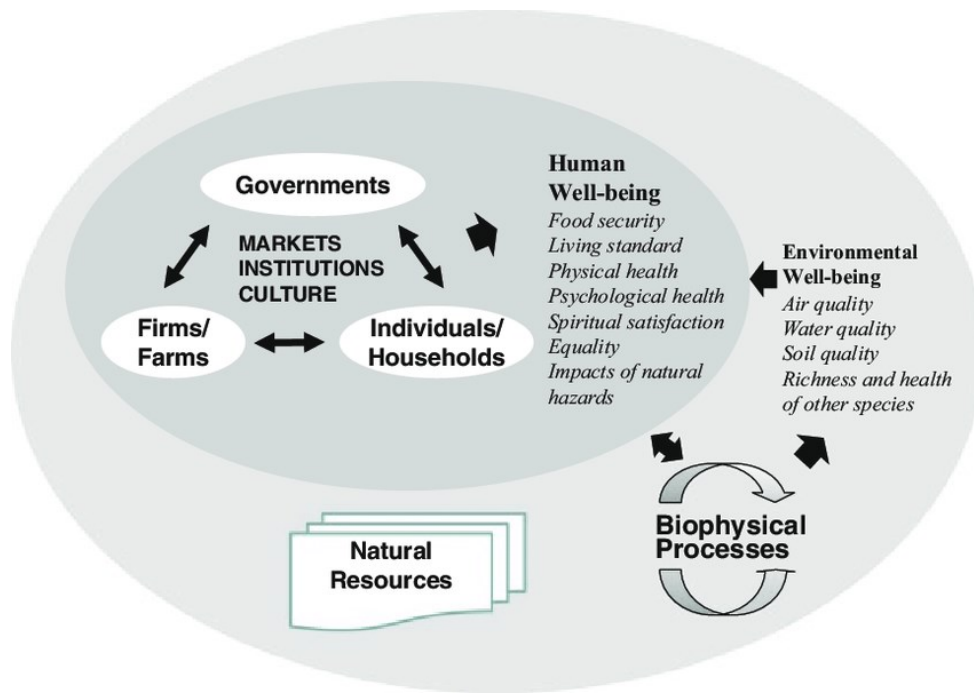 Governments
MARKETS
INSTITUTIONS
CULTURE
Firms/
Farms
Individuals/
Households
Human
Well-being
Food security
Living standard
Physical health
Psychological health
Spiritual satisfaction
Equality
Impacts of natural
hazards
Environmental
Well-being
Air quality
Water quality
Soil quality
Richness and health
of other species
Natural
Resources
Biophysical
Processes